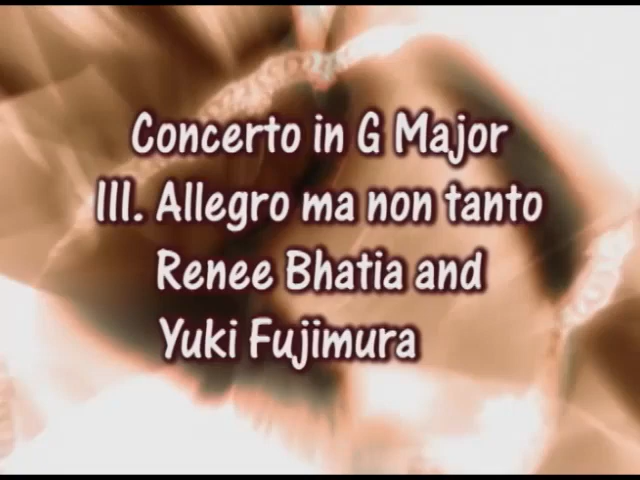 Concerto in G Major
III. Allegro ma non tanto
Renee Bhatia and
Yuki Fujimura